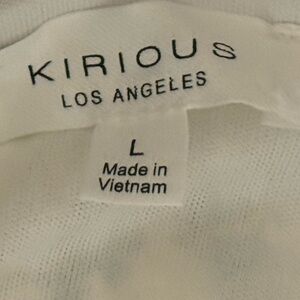 KIRIOUS
LOS ANGELES
L
Made in
Vietnam